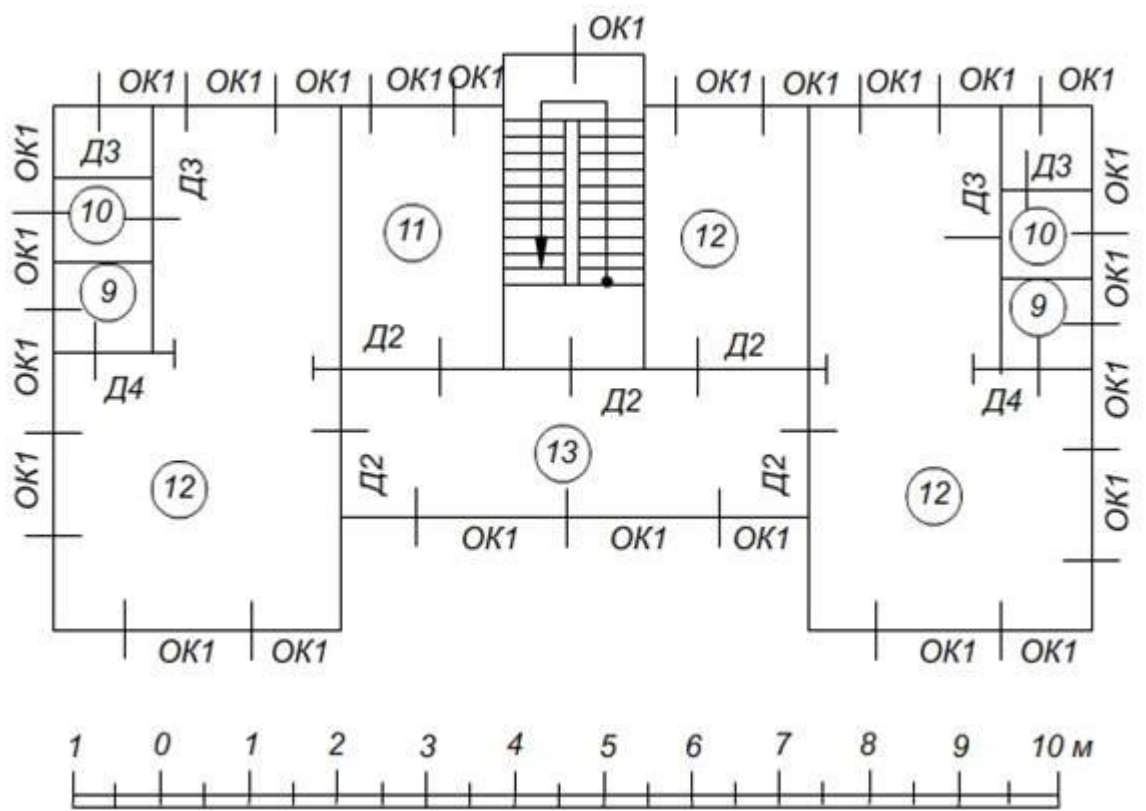 ОК1
ОК1 ОК1 ОК1 ОК1 ОК1 ОК1 ОК1 ОК1 ОК1 ОК1
ОК1 Д3 Д3 Д3 Д3 ОК1
10 11 12 10
ОК1 ОК1
9 9
ОК1 Д2 Д2 ОК1
Д4 Д2 Д4
13
ОК1 Д2 Д2 ОК1
12 12
ОК1 ОК1 ОК1
ОК1 ОК1 ОК1 ОК1
1 0 1 2 3 4 5 6 7 8 9 10 м